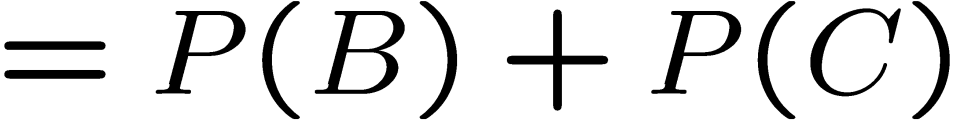 = P(B) + P(C)